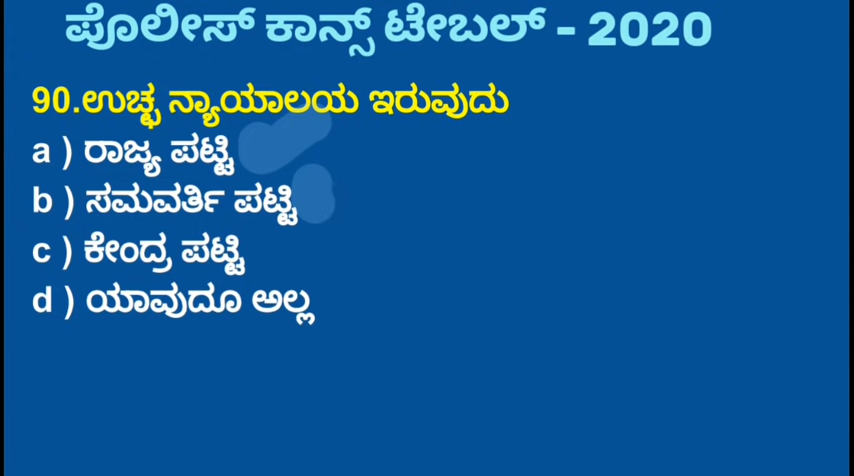 ಪೊಲೀಸ್ ಕಾನ್ಸ್ ಟೇಬಲ್ - 2020
90.ಉಚ್ಛ ನ್ಯಾಯಾಲಯ ಇರುವುದು
a ) ರಾಜ್ಯ ಪಟ್ಟಿ
b ) ಸಮವರ್ತಿ ಪಟ್ಟಿ
c ) ಕೇಂದ್ರ ಪಟ್ಟಿ
d ) ಯಾವುದೂ ಅಲ್ಲ